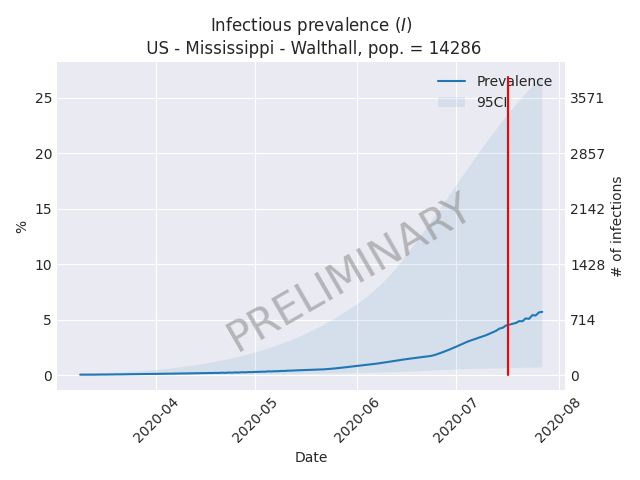 Infectious prevalence (I)
US - Mississippi - Walthall, pop. = 14286
Prevalence
95CI
25
20
15
10
5
0
%
3571
2857
2142
1428
714
0
# of infections
PRELIMINARY
2020-04
2020-05
2020-06
2020-07
2020-08
Date